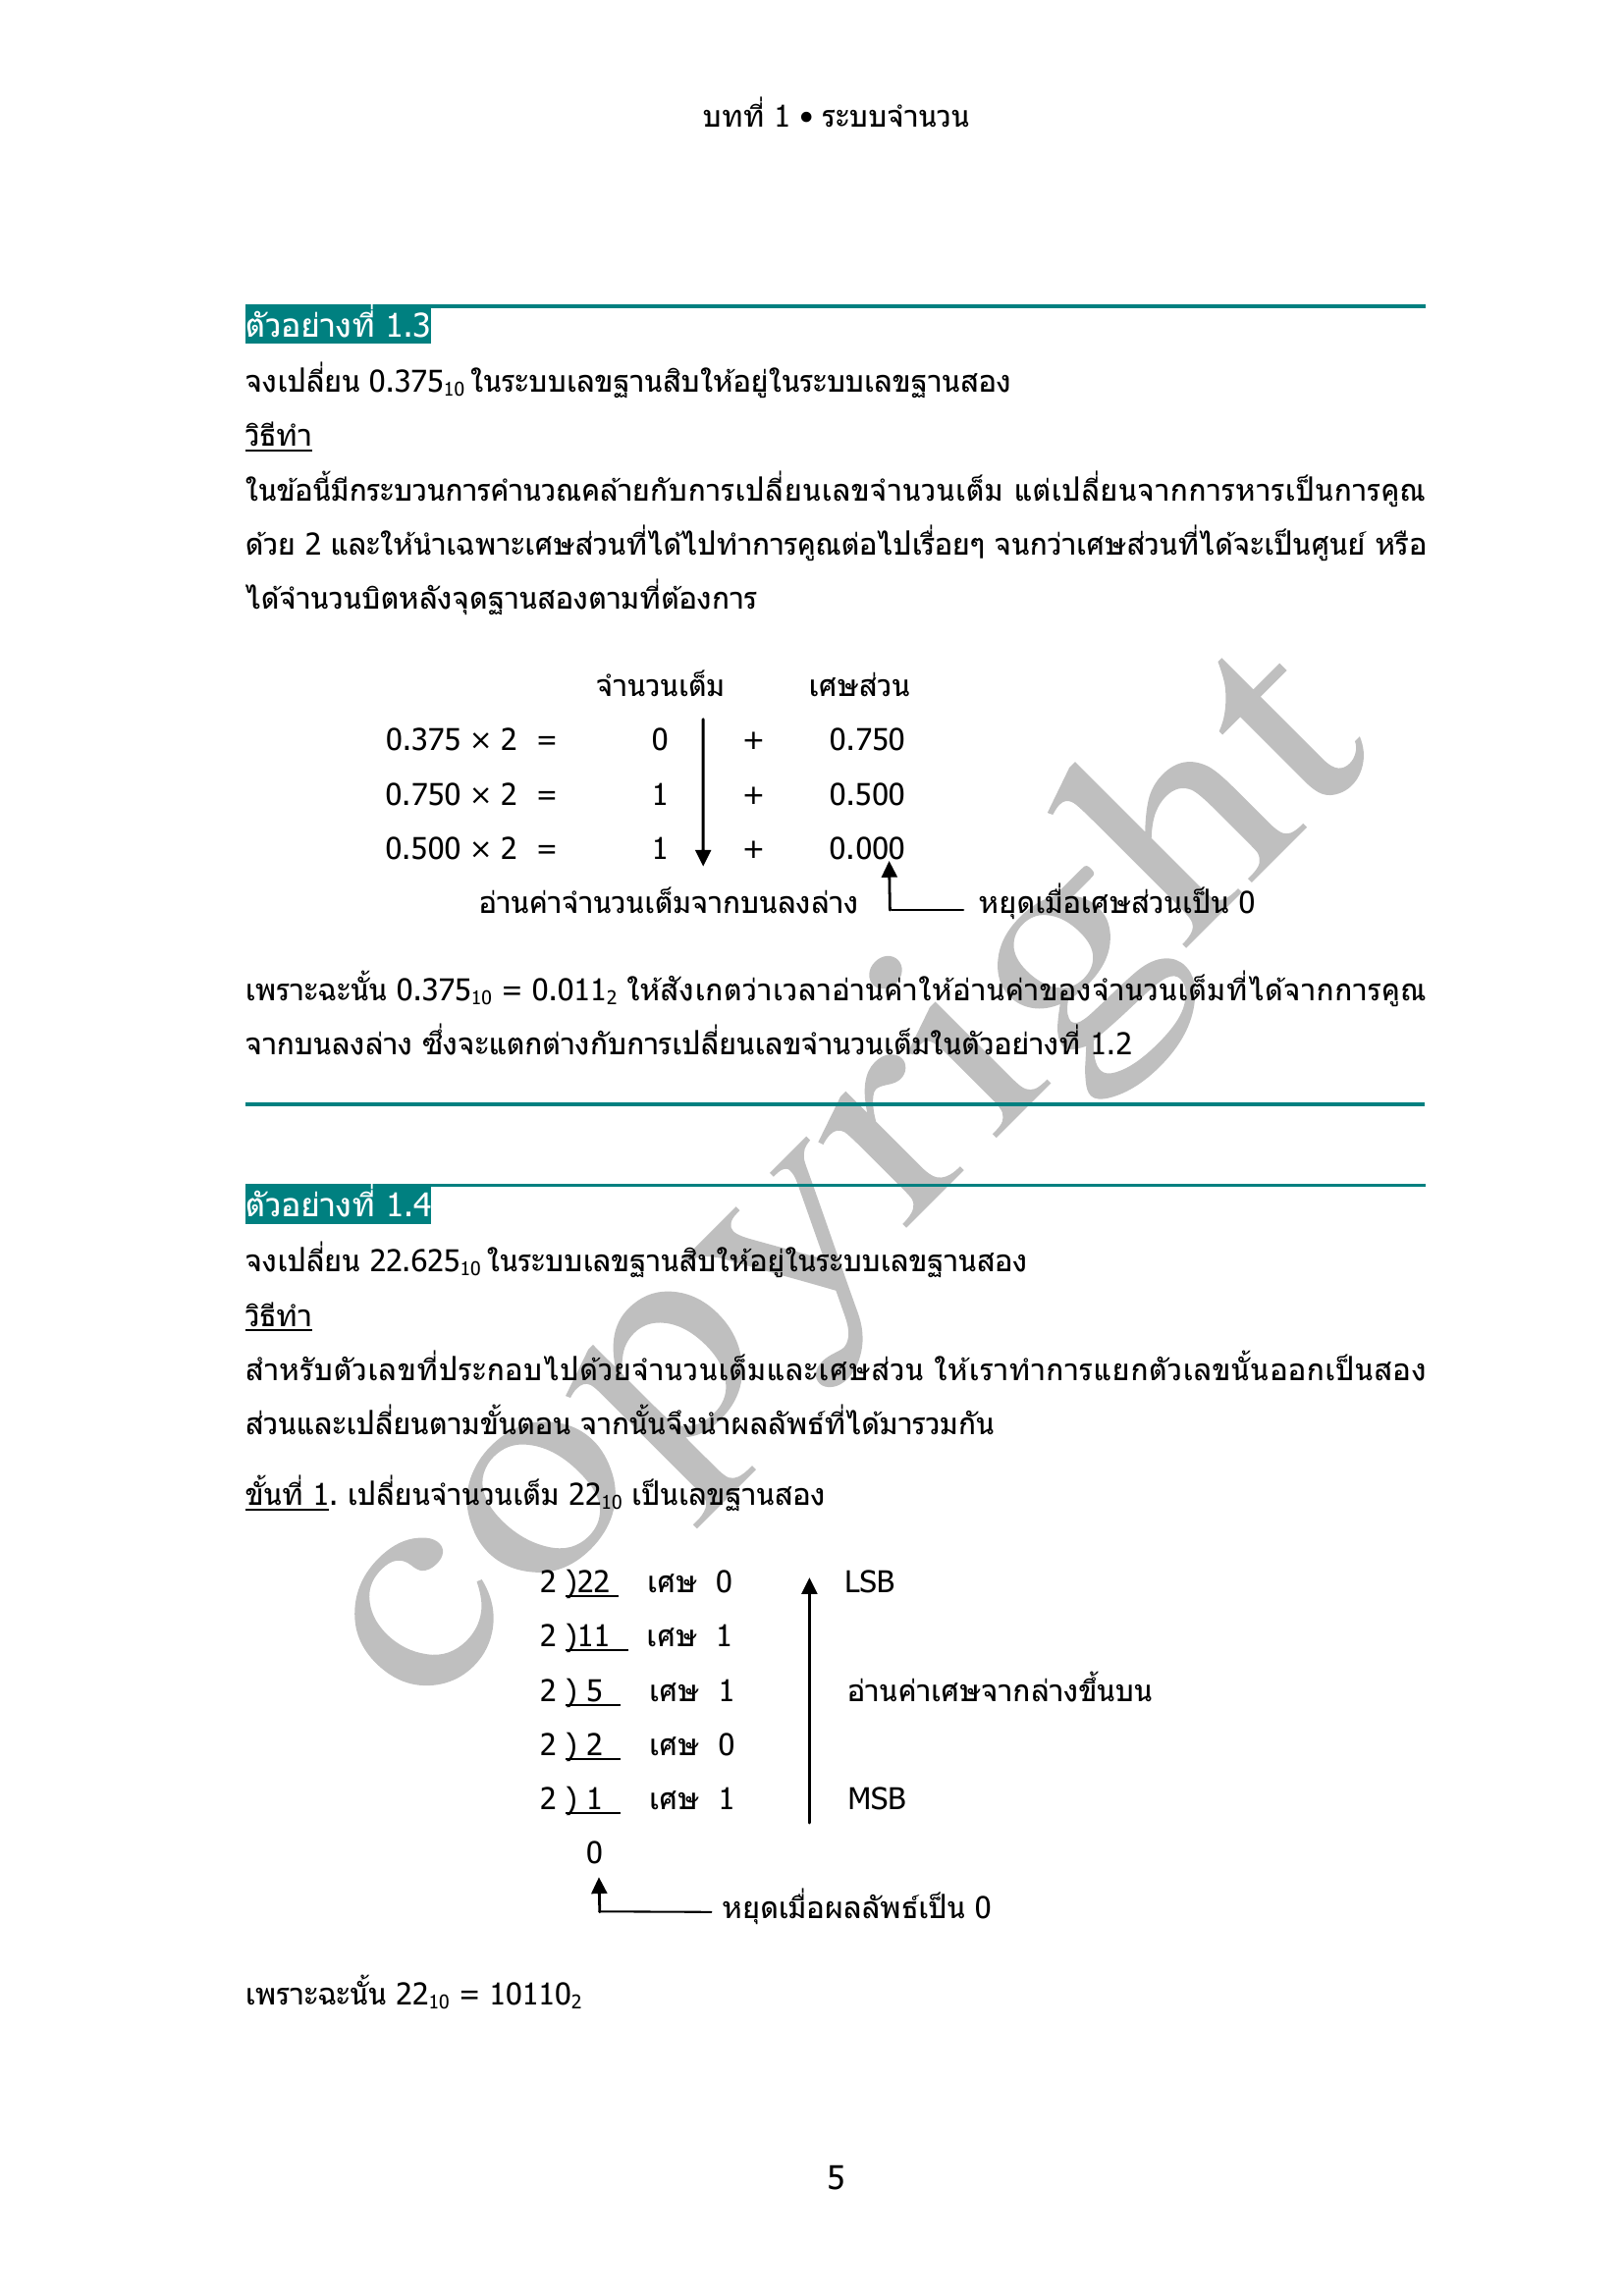 บทที่ 1 • ระบบจำนวน
ตัวอย่างที่ 1.3
จงเปลี่ยน 0.375₁₀ ในระบบเลขฐานสิบให้อยู่ในระบบเลขฐานสอง
วิธีทำ
ในข้อนี้มีกระบวนการคำนวณคล้ายกับการเปลี่ยนเลขจำนวนเต็ม แต่เปลี่ยนจากการหารเป็นการคูณ
ด้วย 2 และให้นำเฉพาะเศษส่วนที่ได้ไปทำการคูณต่อไปเรื่อยๆ จนกว่าเศษส่วนที่ได้จะเป็นศูนย์ หรือ
ได้จำนวนบิตหลังจุดฐานสองตามที่ต้องการ
จำนวนเต็ม เศษส่วน
0.375 × 2 = 0 + 0.750
0.750 × 2 = 1 + 0.500
0.500 × 2 = 1 + 0.000
อ่านค่าจำนวนเต็มจากบนลงล่าง หยุดเมื่อเศษส่วนเป็น 0
เพราะฉะนั้น 0.375₁₀ = 0.011₂ ให้สังเกตว่าเวลาอ่านค่าให้อ่านค่าของจำนวนเต็มที่ได้จากการคูณ
จากบนลงล่าง ซึ่งจะแตกต่างกับการเปลี่ยนเลขจำนวนเต็มในตัวอย่างที่ 1.2
ตัวอย่างที่ 1.4
จงเปลี่ยน 22.625₁₀ ในระบบเลขฐานสิบให้อยู่ในระบบเลขฐานสอง
วิธีทำ
สำหรับตัวเลขที่ประกอบไปด้วยจำนวนเต็มและเศษส่วน ให้เราทำการแยกตัวเลขนั้นออกเป็นสอง
ส่วนและเปลี่ยนตามขั้นตอน จากนั้นจึงนำผลลัพธ์ที่ได้มารวมกัน
ขั้นที่ 1. เปลี่ยนจำนวนเต็ม 22₁₀ เป็นเลขฐานสอง
2 )22 เศษ 0 LSB
2 )11 เศษ 1
2 ) 5 เศษ 1 อ่านค่าเศษจากล่างขึ้นบน
2 ) 2 เศษ 0
2 ) 1 เศษ 1 MSB
0
หยุดเมื่อผลลัพธ์เป็น 0
เพราะฉะนั้น 22₁₀ = 10110₂
5
copyright